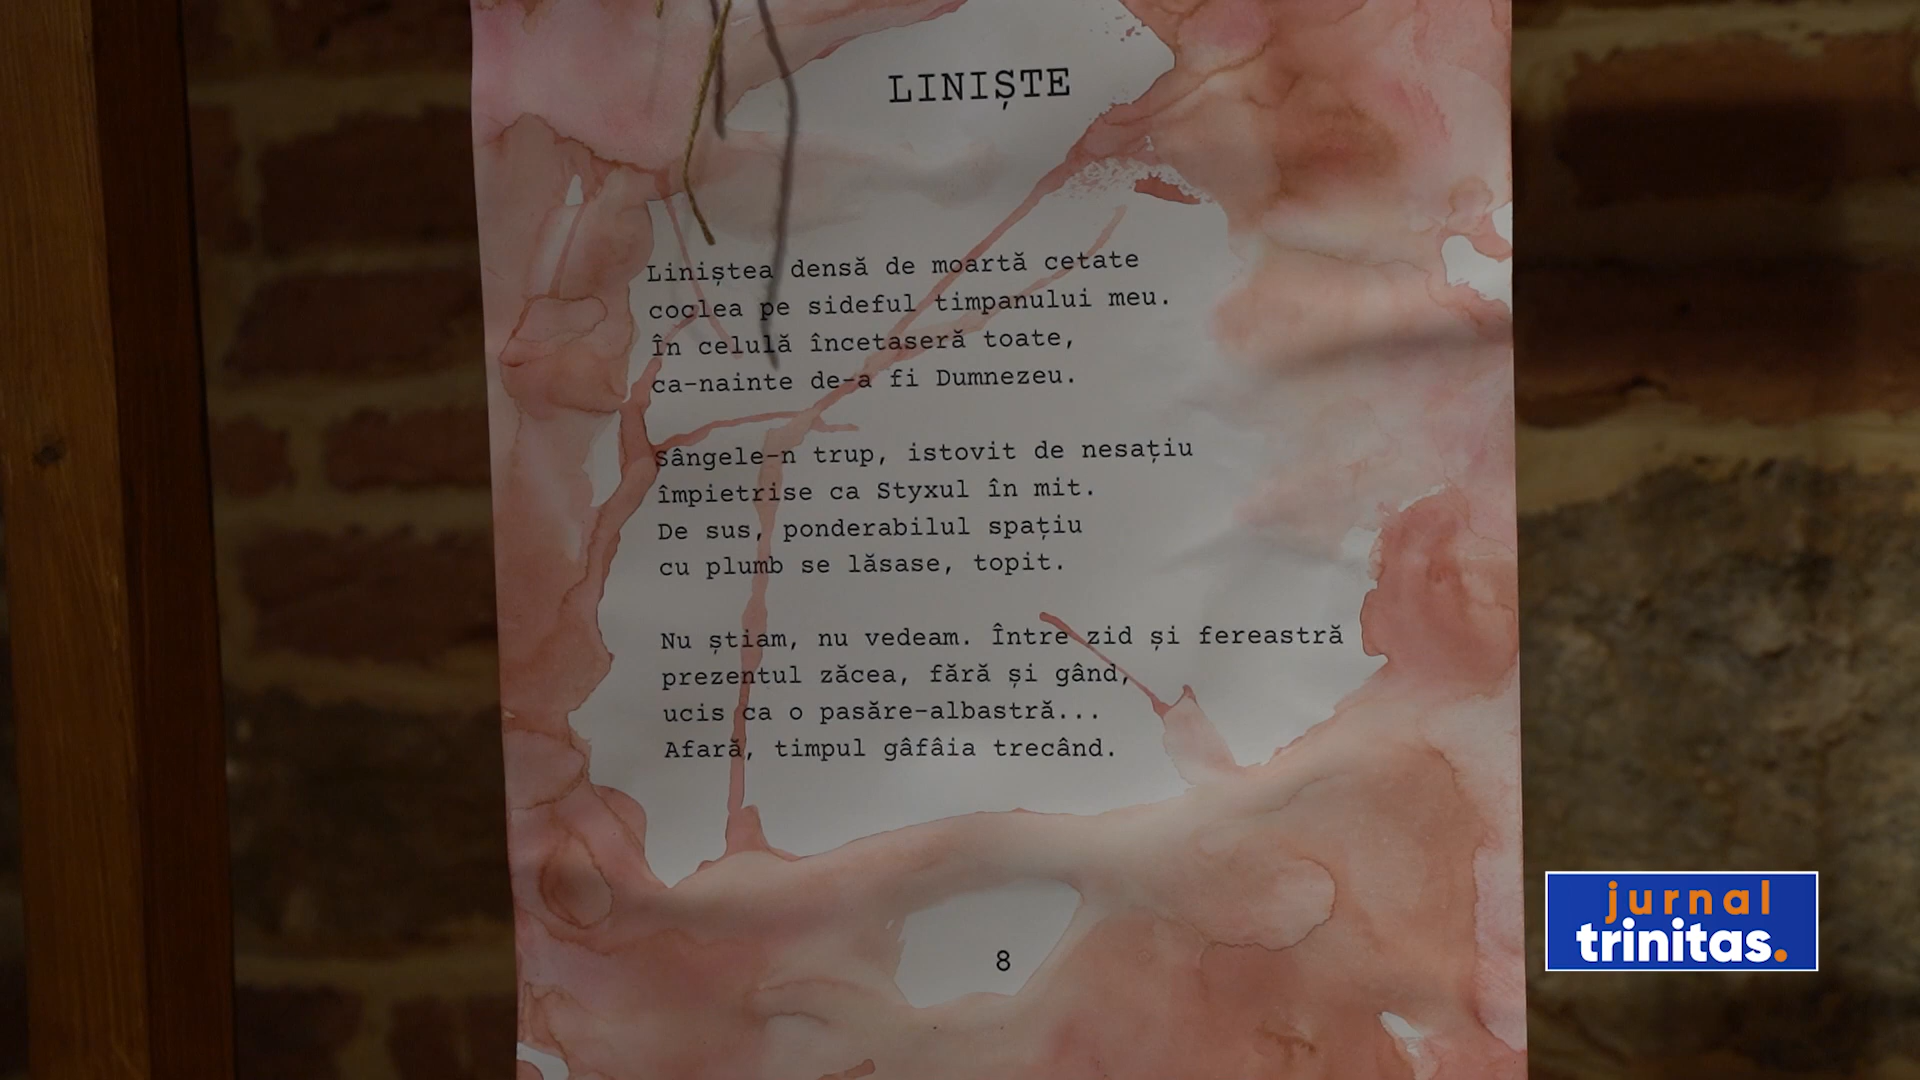 LINIȘTE
Liniștea densă de moartă cetate
coclea pe sideful timpanului meu.
În celulă încetaseră toate,
ca-nainte de-a fi Dumnezeu.
Sângele-n trup, istovit de nesațiu
împietrise ca Styxul în mit.
De sus, ponderabilul spațiu
cu plumb se lăsase, topit.
Nu știam, nu vedeam. Între zid și fereastră
prezentul zăcea, fără și gând,
ucis ca o pasăre-albastră...
Afară, timpul gâfâia trecând.
8
jurnal
trinitas.